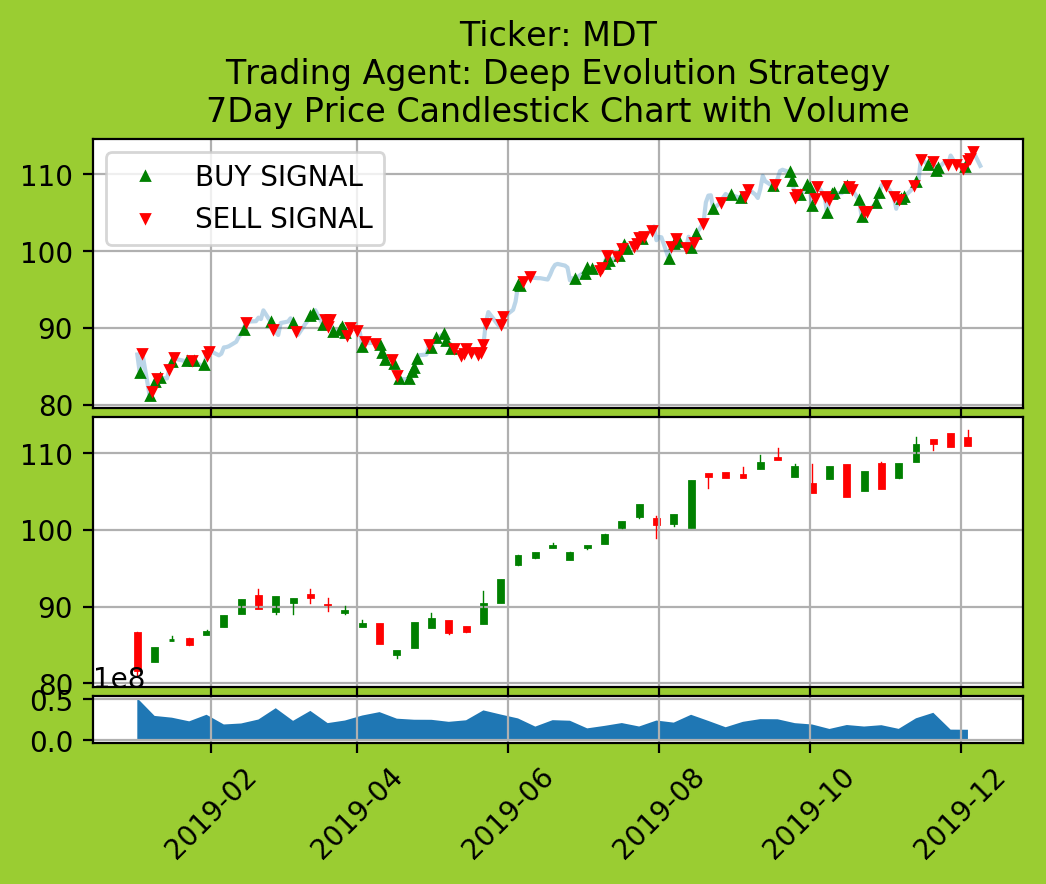 Ticker: MDT
Trading Agent: Deep Evolution Strategy
7Day Price Candlestick Chart with Volume
BUY SIGNAL
SELL SIGNAL
110
100
90
80
110
100
90
80
1e8
0.5
0.0
2019-02
2019-04
2019-06
2019-08
2019-10
2019-12